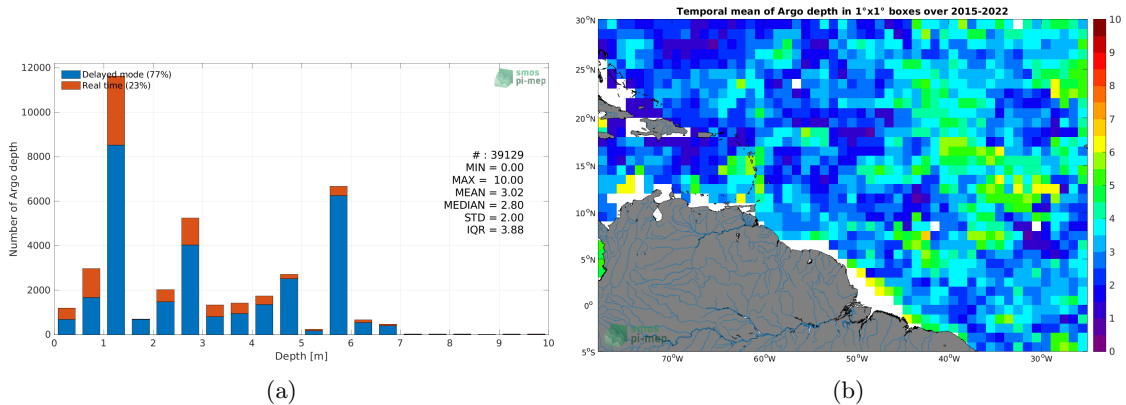 12000
10000
8000
6000
4000
2000
0
Number of Argo depth
Delayed mode (77%)
Real time (23%)
smos
pi-mep
# : 39129
MIN = 0.00
MAX = 10.00
MEAN = 3.02
MEDIAN = 2.80
STD = 2.00
IQR = 3.88
0 1 2 3 4 5 6 7 8 9 10
Depth [m]
(a)
Temporal mean of Argo depth in 1°x1° boxes over 2015-2022
30°N
25°N
20°N
15°N
10°N
5°N
0°
5°S
70°W 60°W 50°W 40°W 30°W
smos
pi-mep
10
9
8
7
6
5
4
3
2
1
0
(b)